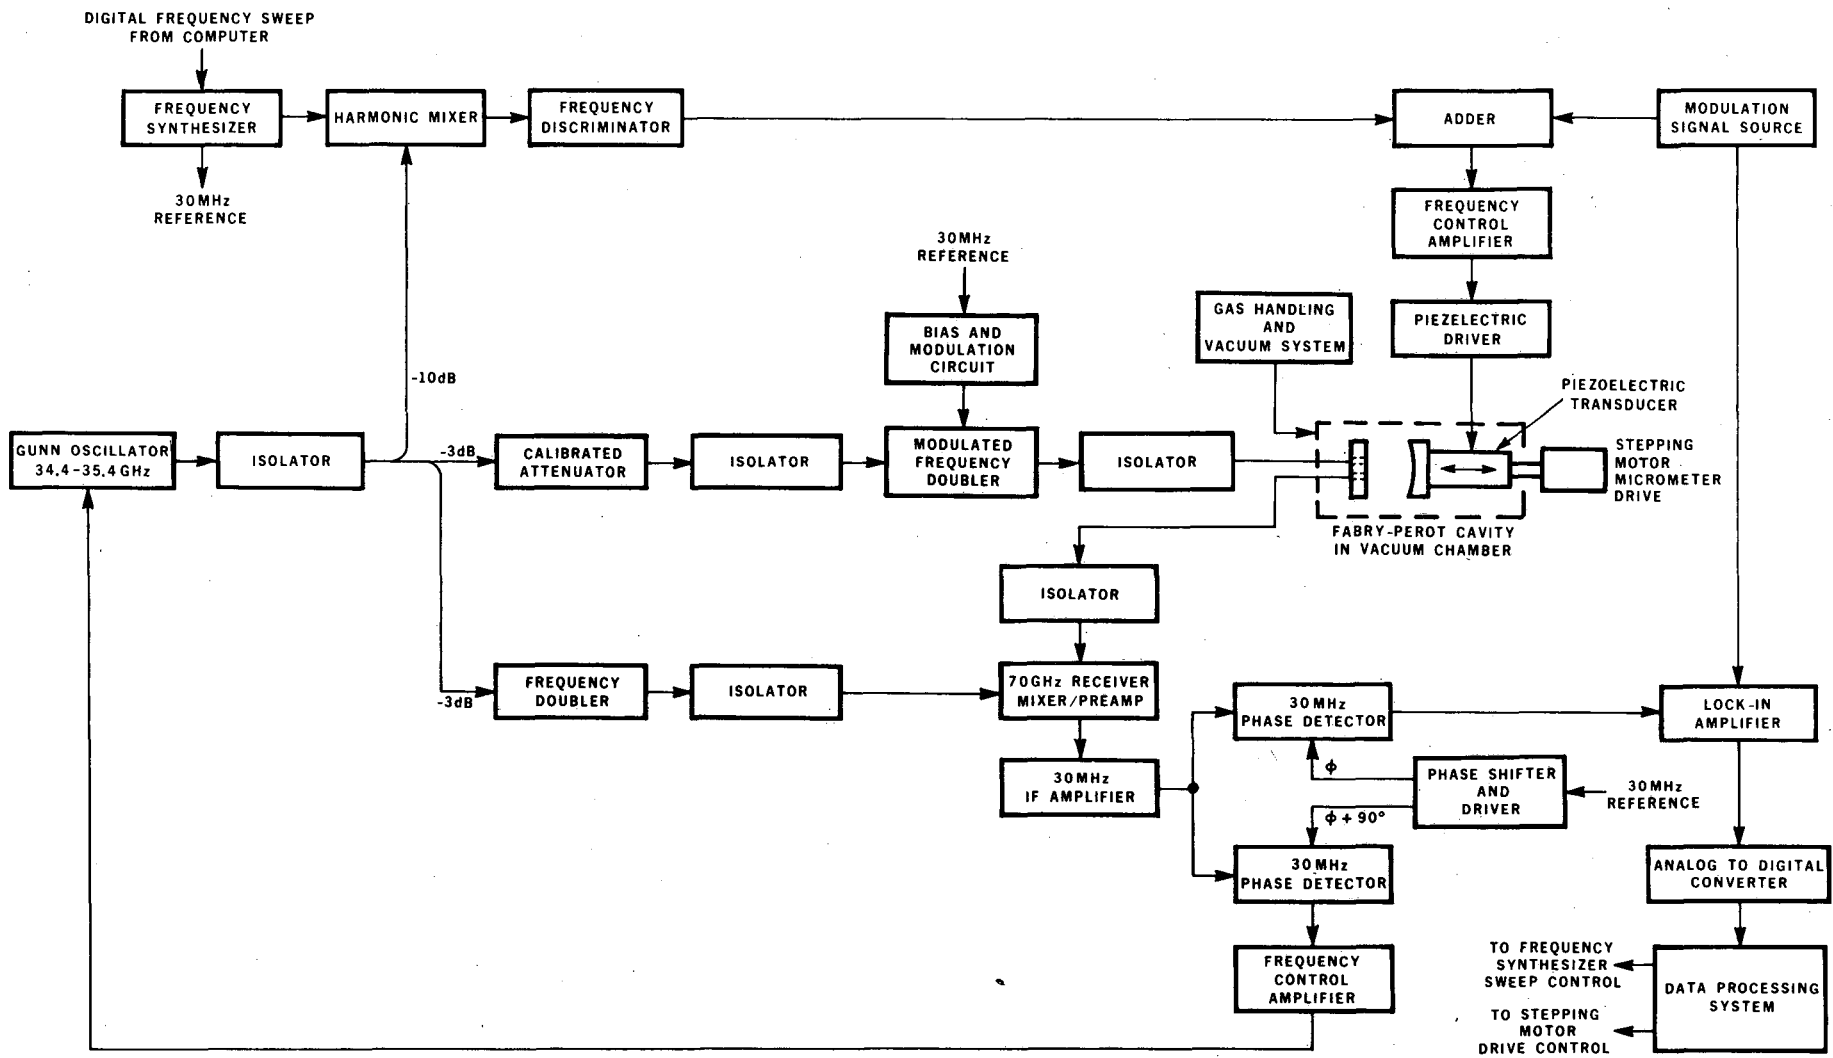 DIGITAL FREQUENCY SWEEP
FROM COMPUTER
FREQUENCY
SYNTHESIZER
HARMONIC MIXER
FREQUENCY
DISCRIMINATOR
ADDER
MODULATION
SIGNAL SOURCE
30MHz
REFERENCE
FREQUENCY
CONTROL
AMPLIFIER
30MHz
REFERENCE
GAS HANDLING
AND
VACUUM SYSTEM
PIEZELECTRIC
DRIVER
BIAS AND
MODULATION
CIRCUIT
-10dB
PIEZOELECTRIC
TRANSDUCER
GUNN OSCILLATOR
34.4-35.4GHz
ISOLATOR
-3dB
CALIBRATED
ATTENUATOR
ISOLATOR
MODULATED
FREQUENCY
DOUBLER
ISOLATOR
STEPPING
MOTOR
MICROMETER
DRIVE
FABRY-PEROT CAVITY
IN VACUUM CHAMBER
ISOLATOR
-3dB
FREQUENCY
DOUBLER
ISOLATOR
70GHz RECEIVER
MIXER/PREAMP
30MHz
PHASE DETECTOR
LOCK-IN
AMPLIFIER
30MHz
IF AMPLIFIER
ϕ
PHASE SHIFTER
AND
DRIVER
30MHz
REFERENCE
ϕ + 90°
30MHz
PHASE DETECTOR
ANALOG TO DIGITAL
CONVERTER
FREQUENCY
CONTROL
AMPLIFIER
TO FREQUENCY
SYNTHESIZER
SWEEP CONTROL
DATA PROCESSING
SYSTEM
TO STEPPING
MOTOR
DRIVE CONTROL